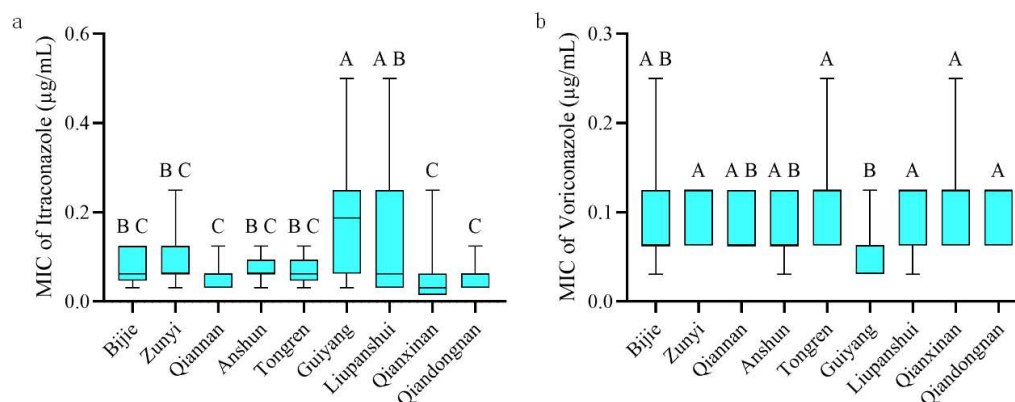 a
MIC of Itraconazole (μg/mL)
0.6
0.4
0.2
0.0
B C
B C
C
B C
B C
A
A B
C
C
Bijie
Zunyi
Qiannan
Anshun
Tongren
Guiyang
Liupanshui
Qianxinan
Qiandongnan
b
MIC of Voriconazole (μg/mL)
0.3
0.2
0.1
0.0
A B
A
A B
A B
A
B
A
A
A
Bijie
Zunyi
Qiannan
Anshun
Tongren
Guiyang
Liupanshui
Qianxinan
Qiandongnan